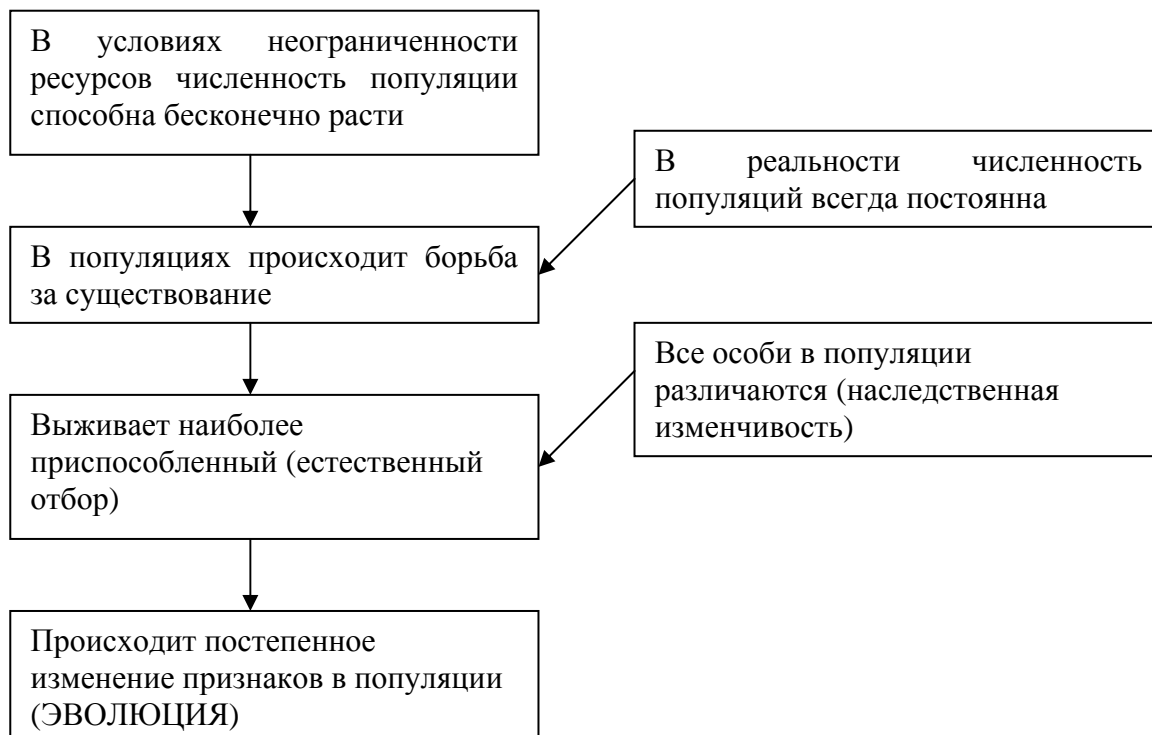 В условиях неограниченности
ресурсов численность популяции
способна бесконечно расти
В реальности численность
популяций всегда постоянна
В популяциях происходит борьба
за существование
Все особи в популяции
различаются (наследственная
изменчивость)
Выживает наиболее
приспособленный (естественный
отбор)
Происходит постепенное
изменение признаков в популяции
(ЭВОЛЮЦИЯ)